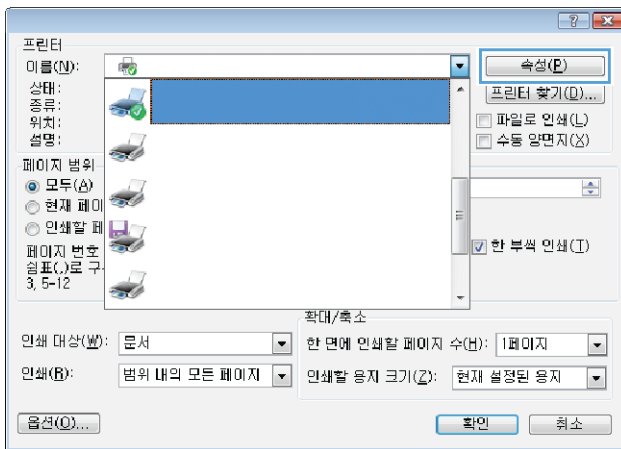 프린터
이름(N):
속성(P)
상태:
프린터 찾기(D)...
종류:
위치:
파일로 인쇄(L)
설명:
수동 양면지(X)
페이지 범위
모두(A)
현재 페이
인쇄할 페
한 부씩 인쇄(T)
페이지 번호
쉼표(,)로 구
3, 5-12
확대/축소
인쇄 대상(W): 문서
한 면에 인쇄할 페이지 수(H): 1페이지
인쇄(R): 범위 내의 모든 페이지
인쇄할 용지 크기(Z): 현재 설정된 용지
옵션(O)...
확인
취소